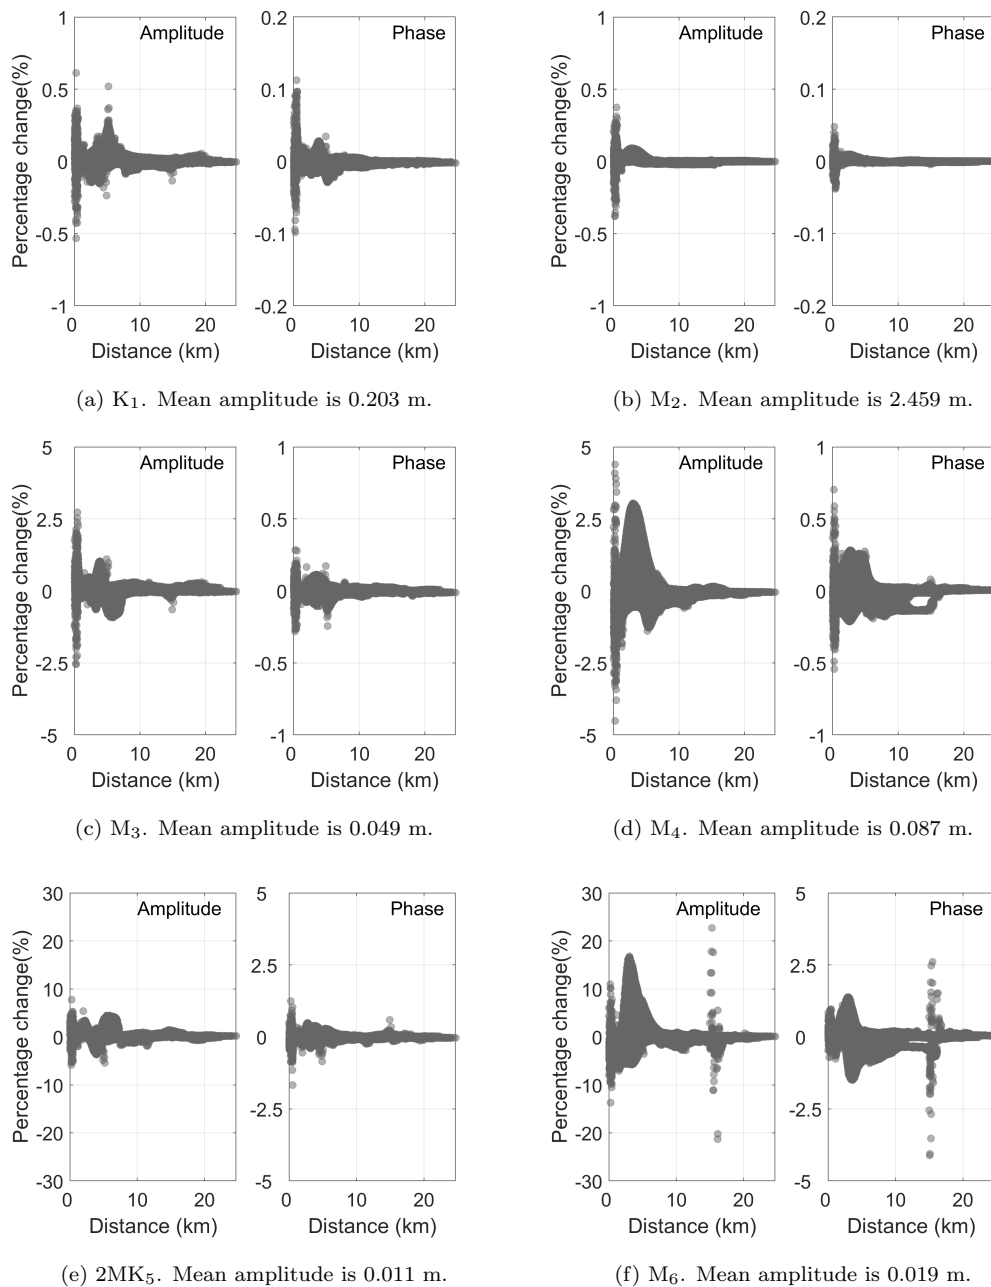 1
0.5
0
-0.5
-1
Percentage change(%)
Amplitude
0 10 20
Distance (km)
0.2
0.1
0
-0.1
-0.2
Phase
0 10 20
Distance (km)
(a) K₁. Mean amplitude is 0.203 m.
1
0.5
0
-0.5
-1
Percentage change(%)
Amplitude
0 10 20
Distance (km)
0.2
0.1
0
-0.1
-0.2
Phase
0 10 20
Distance (km)
(b) M₂. Mean amplitude is 2.459 m.
5
2.5
0
-2.5
-5
Percentage change(%)
Amplitude
0 10 20
Distance (km)
1
0.5
0
-0.5
-1
Phase
0 10 20
Distance (km)
(c) M₃. Mean amplitude is 0.049 m.
5
2.5
0
-2.5
-5
Percentage change(%)
Amplitude
0 10 20
Distance (km)
1
0.5
0
-0.5
-1
Phase
0 10 20
Distance (km)
(d) M₄. Mean amplitude is 0.087 m.
30
20
10
0
-10
-20
-30
Percentage change(%)
Amplitude
0 10 20
Distance (km)
5
2.5
0
-2.5
-5
Phase
0 10 20
Distance (km)
(e) 2MK₅. Mean amplitude is 0.011 m.
30
20
10
0
-10
-20
-30
Percentage change(%)
Amplitude
0 10 20
Distance (km)
5
2.5
0
-2.5
-5
Phase
0 10 20
Distance (km)
(f) M₆. Mean amplitude is 0.019 m.